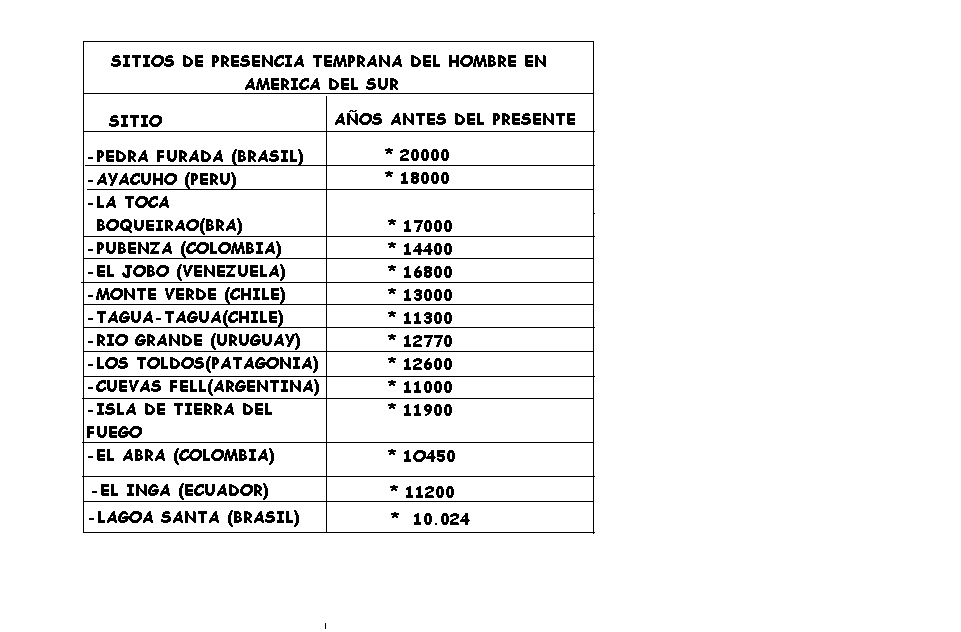 SITIOS DE PRESENCIA TEMPRANA DEL HOMBRE EN
AMERICA DEL SUR
SITIO AÑOS ANTES DEL PRESENTE
-PEDRA FURADA (BRASIL) * 20000
-AYACUHO (PERU) * 18000
-LA TOCA
BOQUEIRAO(BRA) * 17000
-PUBENZA (COLOMBIA) * 14400
-EL JOBO (VENEZUELA) * 16800
-MONTE VERDE (CHILE) * 13000
-TAGUA-TAGUA(CHILE) * 11300
-RIO GRANDE (URUGUAY) * 12770
-LOS TOLDOS(PATAGONIA) * 12600
-CUEVAS FELL(ARGENTINA) * 11000
-ISLA DE TIERRA DEL * 11900
FUEGO
-EL ABRA (COLOMBIA) * 1O450
-EL INGA (ECUADOR) * 11200
-LAGOA SANTA (BRASIL) * 10.024